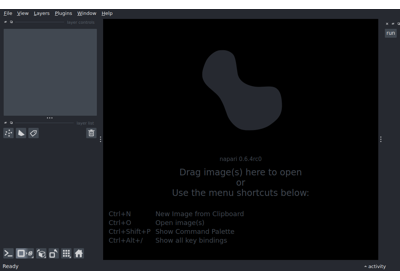 File View Layers Plugins Window Help
layer controls
layer list
run
napari 0.6.4rc0
Drag image(s) here to open
or
Use the menu shortcuts below:
Ctrl+N New Image from Clipboard
Ctrl+O Open image(s)
Ctrl+Shift+P Show Command Palette
Ctrl+Alt+/ Show all key bindings
Ready
activity